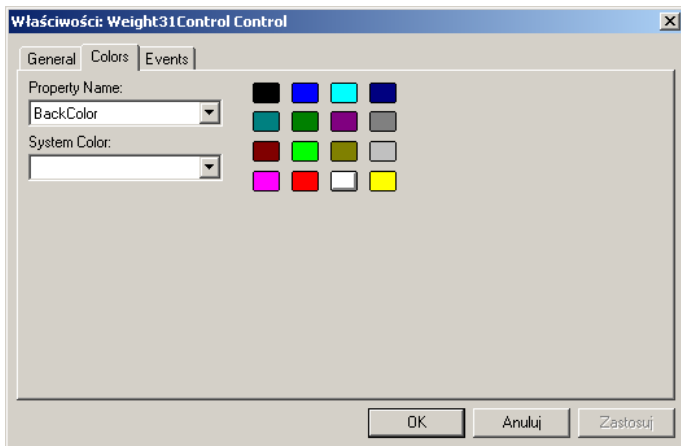 Właściwości: Weight31Control Control
General Colors Events
Property Name:
BackColor
System Color:
OK Anuluj Zastosuj